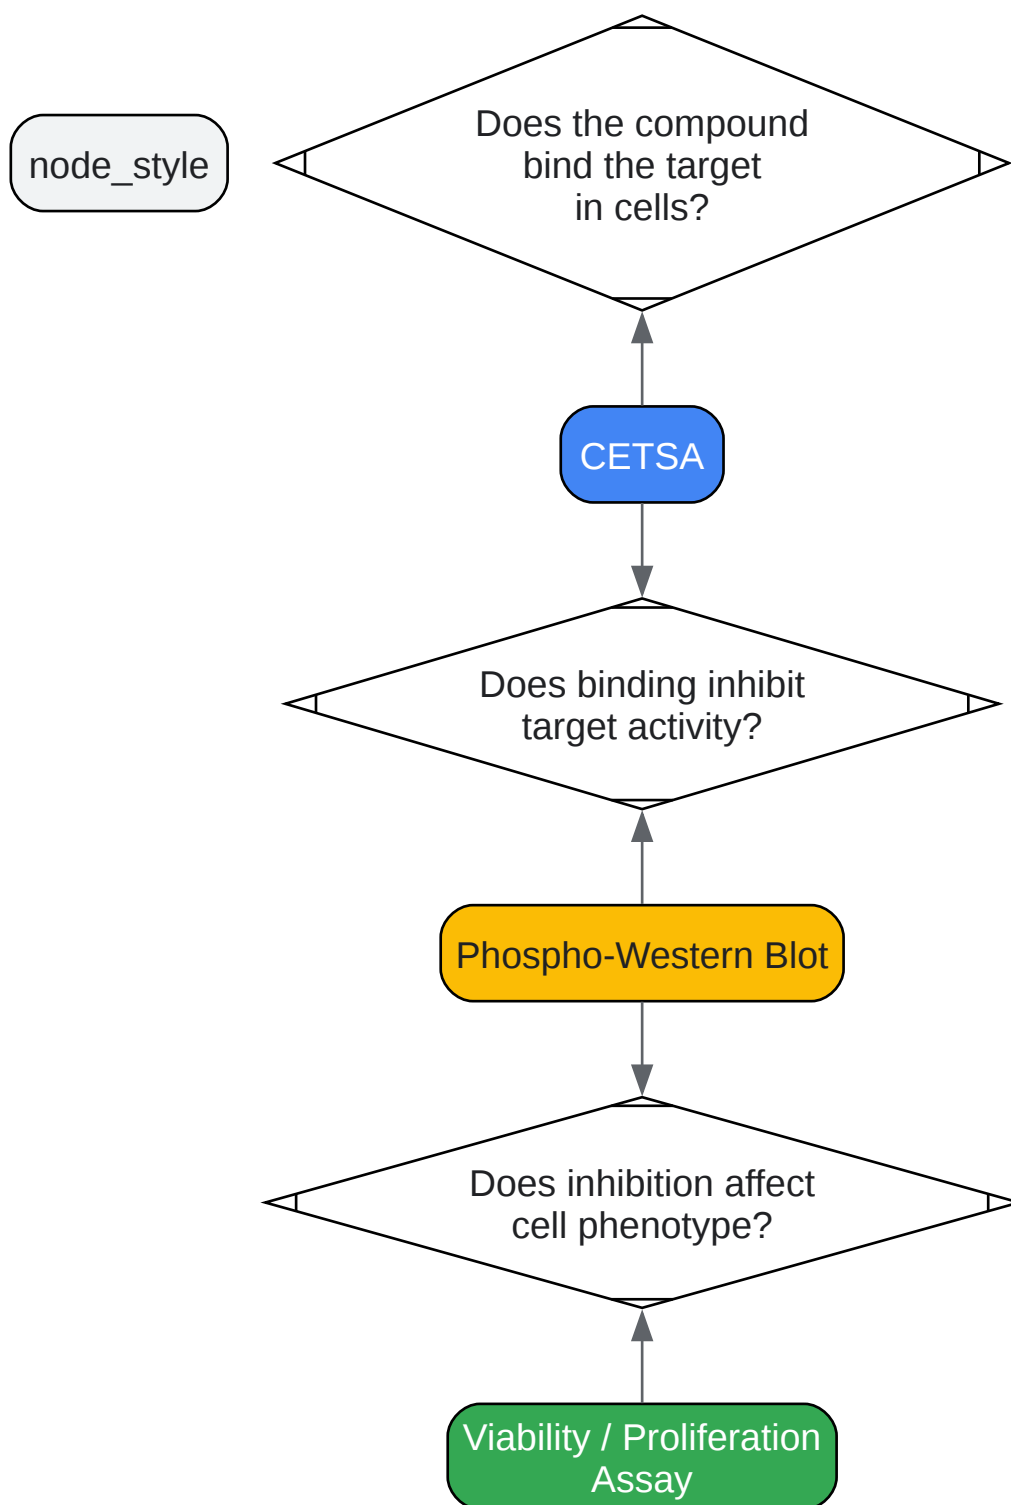 node_style
Does the compound
bind the target
in cells?
CETSA
Does binding inhibit
target activity?
Phospho-Western Blot
Does inhibition affect
cell phenotype?
Viability / Proliferation
Assay